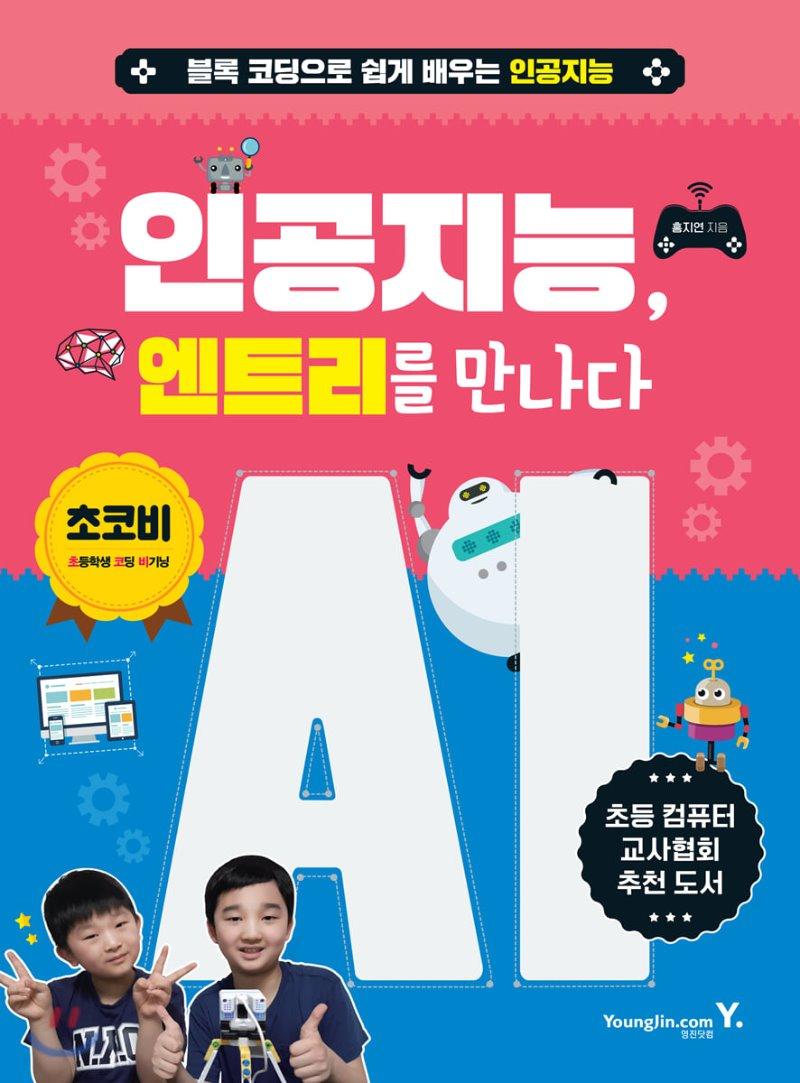 블록 코딩으로 쉽게 배우는 인공지능
인공지능,
홍지연 지음
엔트리를 만나다
초코비
초등학생 코딩 비기닝
AI
초등 컴퓨터
교사협회
추천 도서
N.Y.C
YoungJin.com Y.
영진닷컴